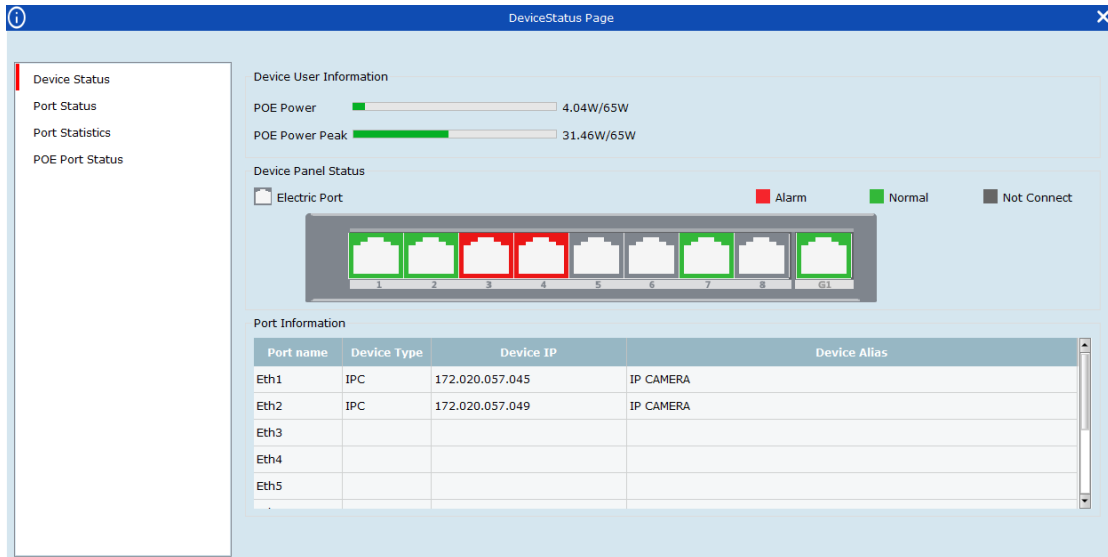 DeviceStatus Page
Device Status
Port Status
Port Statistics
POE Port Status
Device User Information
POE Power 4.04W/65W
POE Power Peak 31.46W/65W
Device Panel Status
Electric Port Alarm Normal Not Connect
1 2 3 4 5 6 7 8 G1
Port Information
Port name Device Type Device IP Device Alias
Eth1 IPC 172.020.057.045 IP CAMERA
Eth2 IPC 172.020.057.049 IP CAMERA
Eth3
Eth4
Eth5